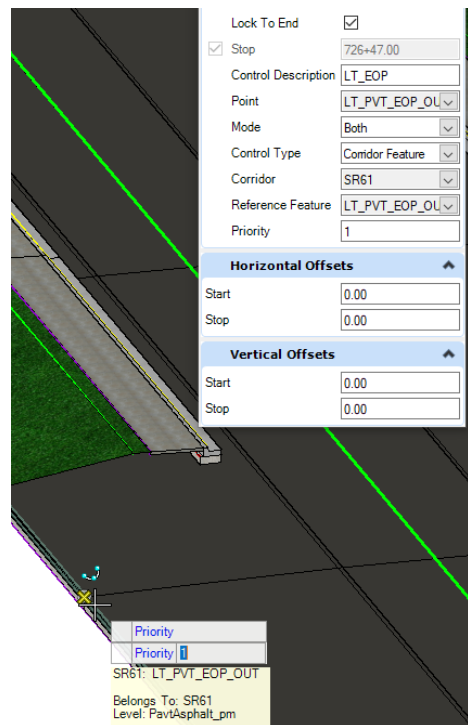 Lock To End
Stop 726+47.00
Control Description LT_EOP
Point LT_PVT_EOP_OU
Mode Both
Control Type Corridor Feature
Corridor SR61
Reference Feature LT_PVT_EOP_OU
Priority 1
Horizontal Offsets
Start 0.00
Stop 0.00
Vertical Offsets
Start 0.00
Stop 0.00
Priority
Priority 1
SR61: LT_PVT_EOP_OUT
Belongs To: SR61
Level: PavtAsphalt_pm